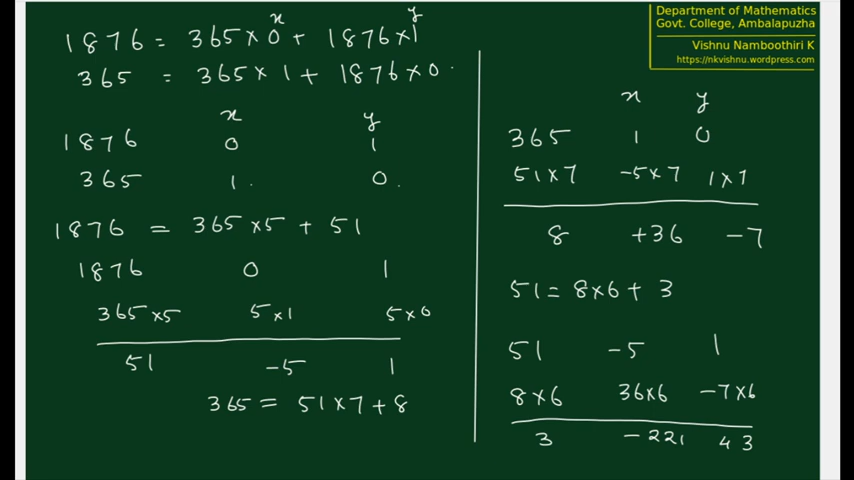 Department of Mathematics
Govt. College, Ambalapuzha
Vishnu Namboothiri K
https://nkvishnu.wordpress.com
x y
1876 = 365×0 + 1876×1
365 = 365×1 + 1876×0.
x y
1876 0 1
365 1. 0.
1876 = 365×5 + 51
1876 0 1
365×5 5×1 5×0
51 -5 1
365 = 51×7+8
x y
365 1 0
51×7 -5×7 1×7
8 +36 -7
51 = 8×6 + 3
51 -5 1
8×6 36×6 -7×6
3 -221 43